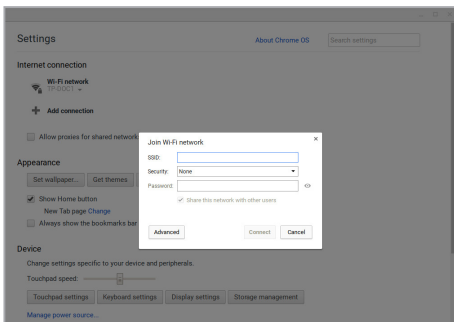 Settings
About Chrome OS
Search settings
Internet connection
Wi-Fi network
TP DOCT
Add connection
Allow proxies for shared network
Join Wi-Fi network
SSID:
Security: None
Password:
Share this network with other users
Advanced Connect Cancel
Appearance
Set wallpaper... Get themes
Show Home button
New Tab page Change
Always show the bookmarks bar
Device
Change settings specific to your device and peripherals.
Touchpad speed:
Touchpad settings Keyboard settings Display settings Storage management
Manage power source...